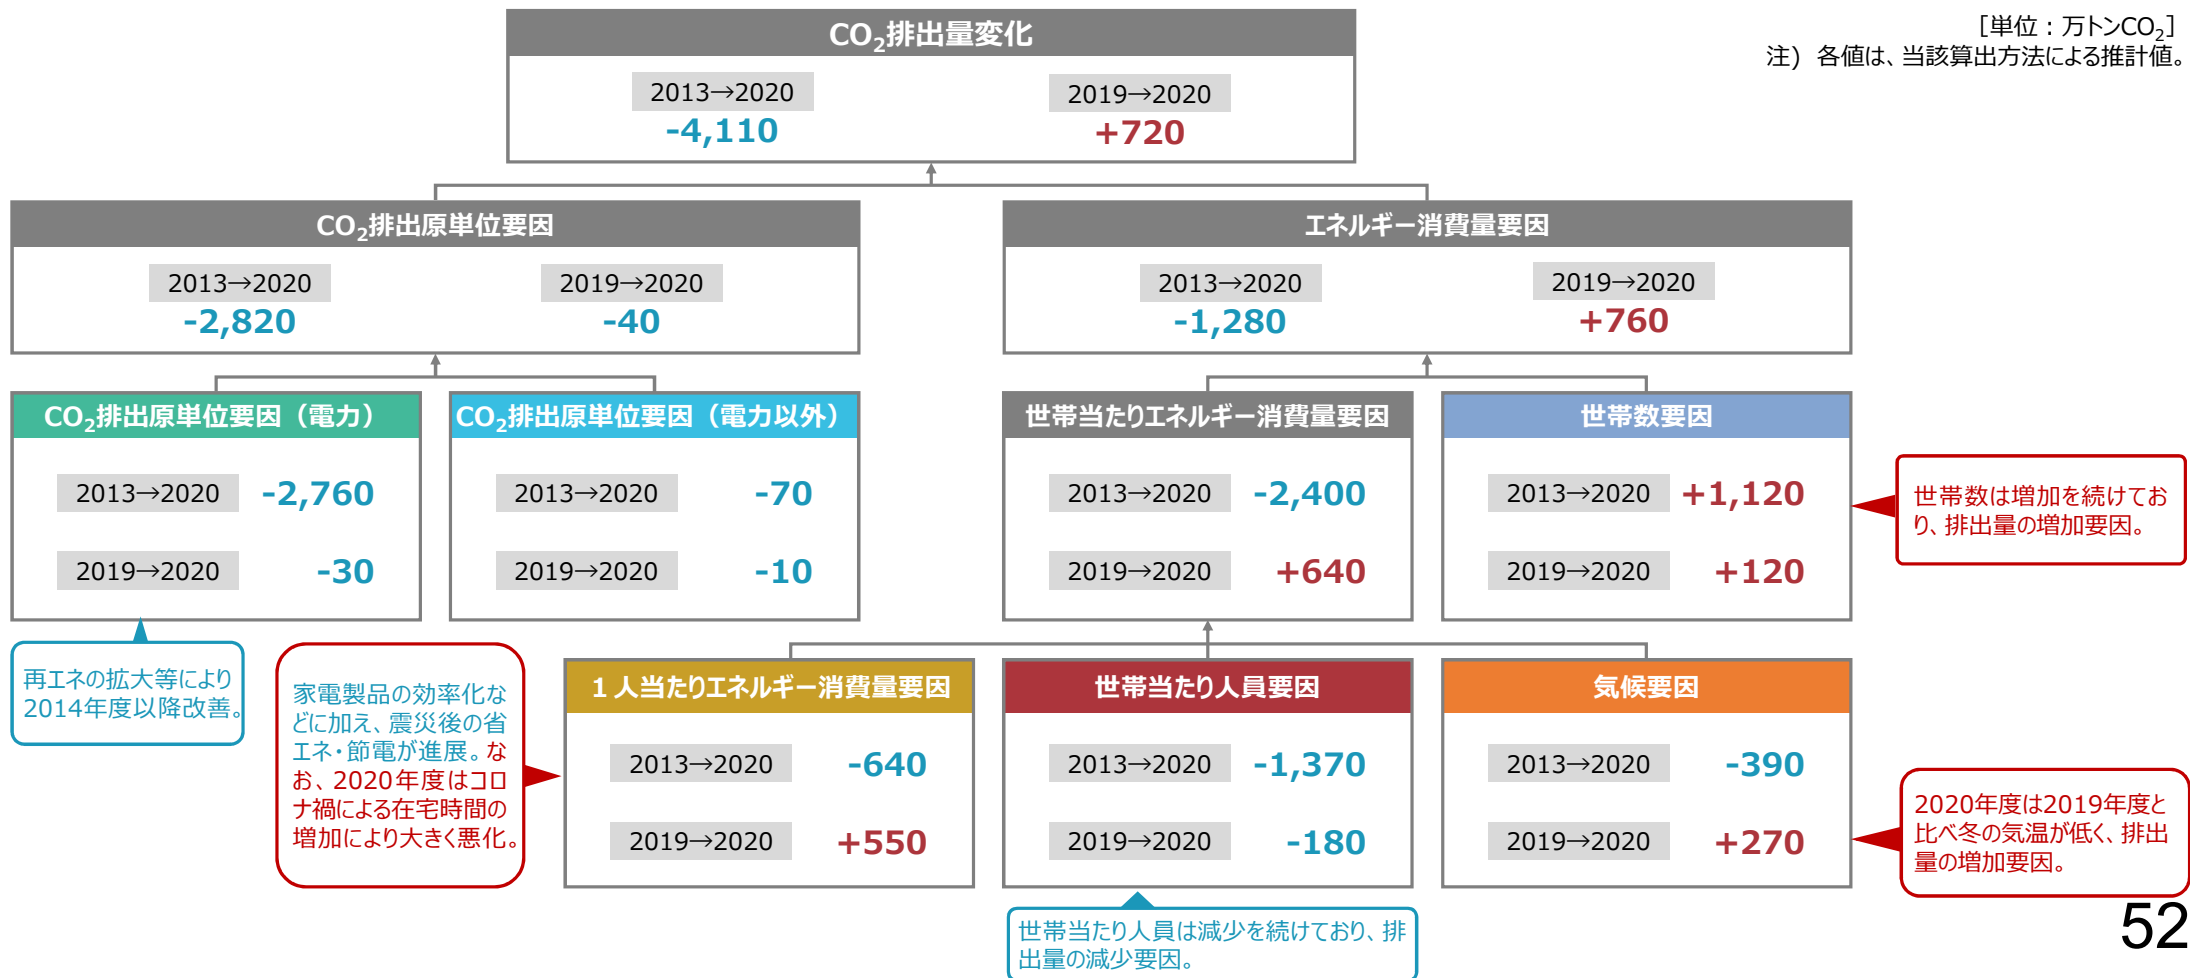 [単位：万トンCO₂]
注) 各値は、当該算出方法による推計値。
CO₂排出量変化
2013→2020
-4,110
2019→2020
+720
CO₂排出原単位要因
2013→2020
-2,820
2019→2020
-40
エネルギー消費量要因
2013→2020
-1,280
2019→2020
+760
CO₂排出原単位要因（電力）
2013→2020 -2,760
2019→2020 -30
CO₂排出原単位要因（電力以外）
2013→2020 -70
2019→2020 -10
世帯当たりエネルギー消費量要因
2013→2020 -2,400
2019→2020 +640
世帯数要因
2013→2020 +1,120
2019→2020 +120
世帯数は増加を続けてお
り、排出量の増加要因。
再エネの拡大等により
2014年度以降改善。
家電製品の効率化な
どに加え、震災後の省
エネ・節電が進展。な
お、2020年度はコロ
ナ禍による在宅時間の
増加により大きく悪化。
１人当たりエネルギー消費量要因
2013→2020 -640
2019→2020 +550
世帯当たり人員要因
2013→2020 -1,370
2019→2020 -180
気候要因
2013→2020 -390
2019→2020 +270
2020年度は2019年度と
比べ冬の気温が低く、排出
量の増加要因。
世帯当たり人員は減少を続けており、排
出量の減少要因。
52